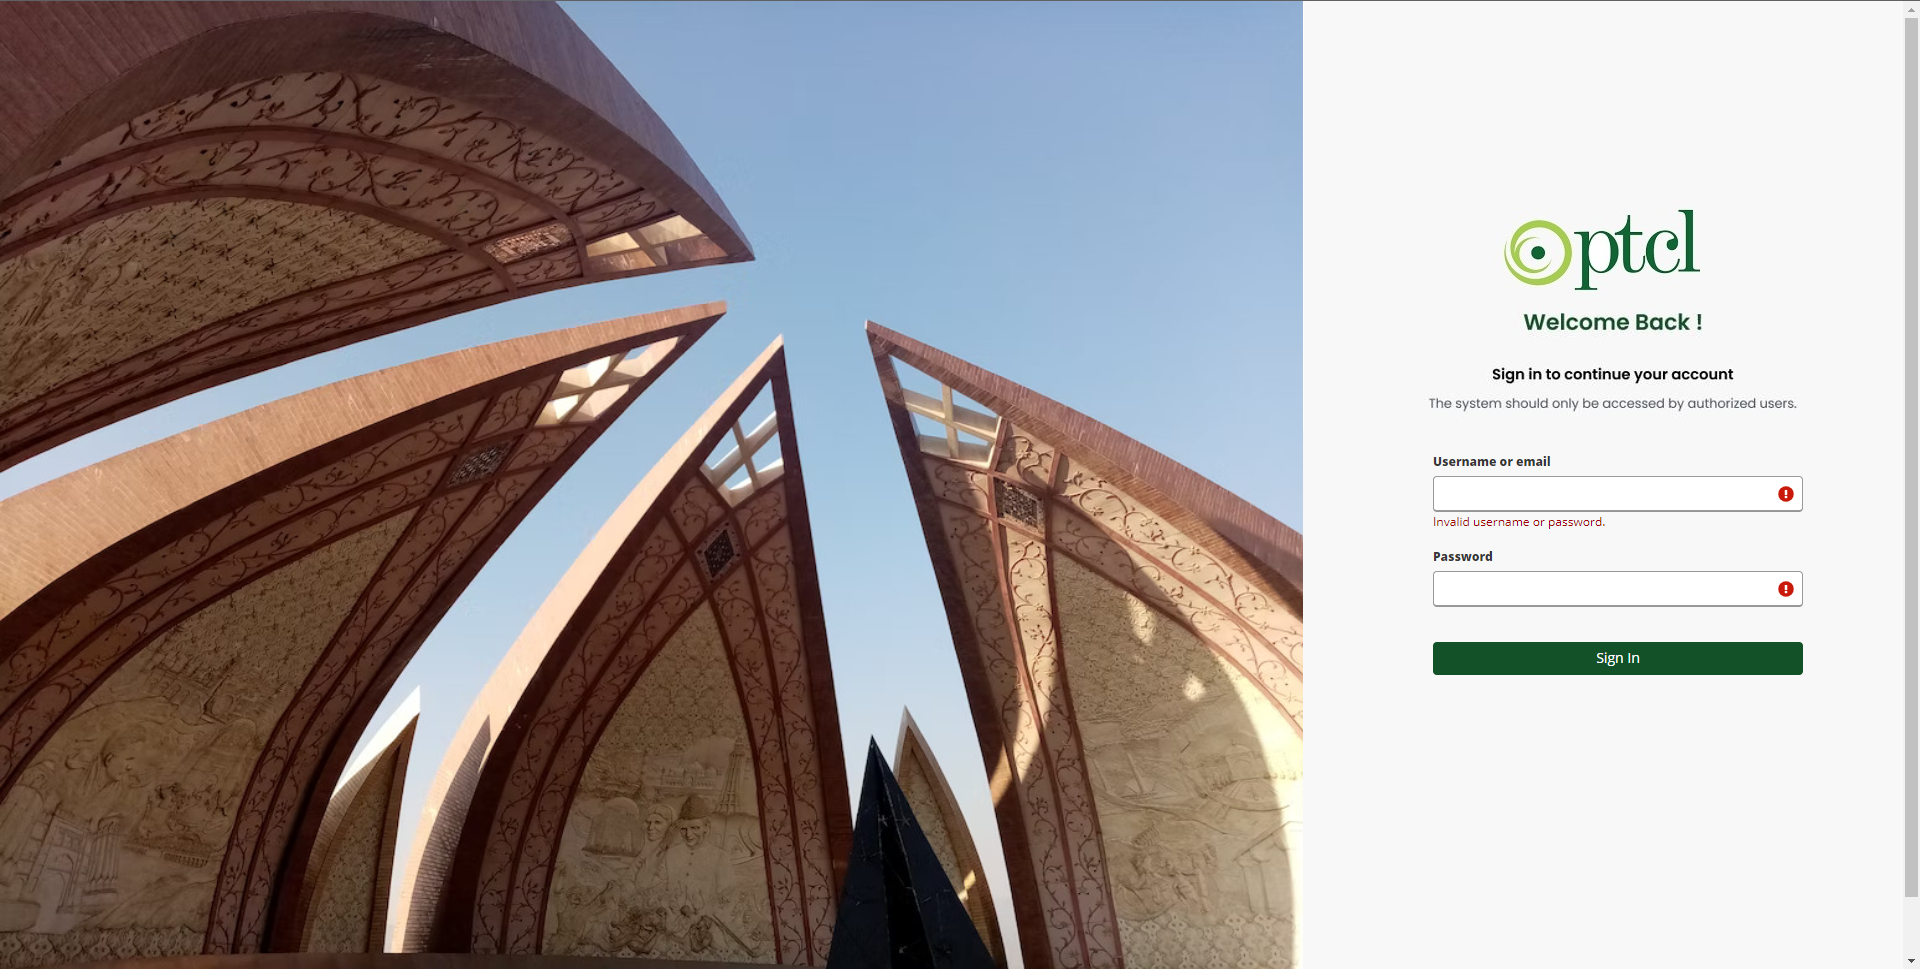 ptcl
Welcome Back !
Sign in to continue your account
The system should only be accessed by authorized users.
Username or email
Invalid username or password.
Password
Sign In